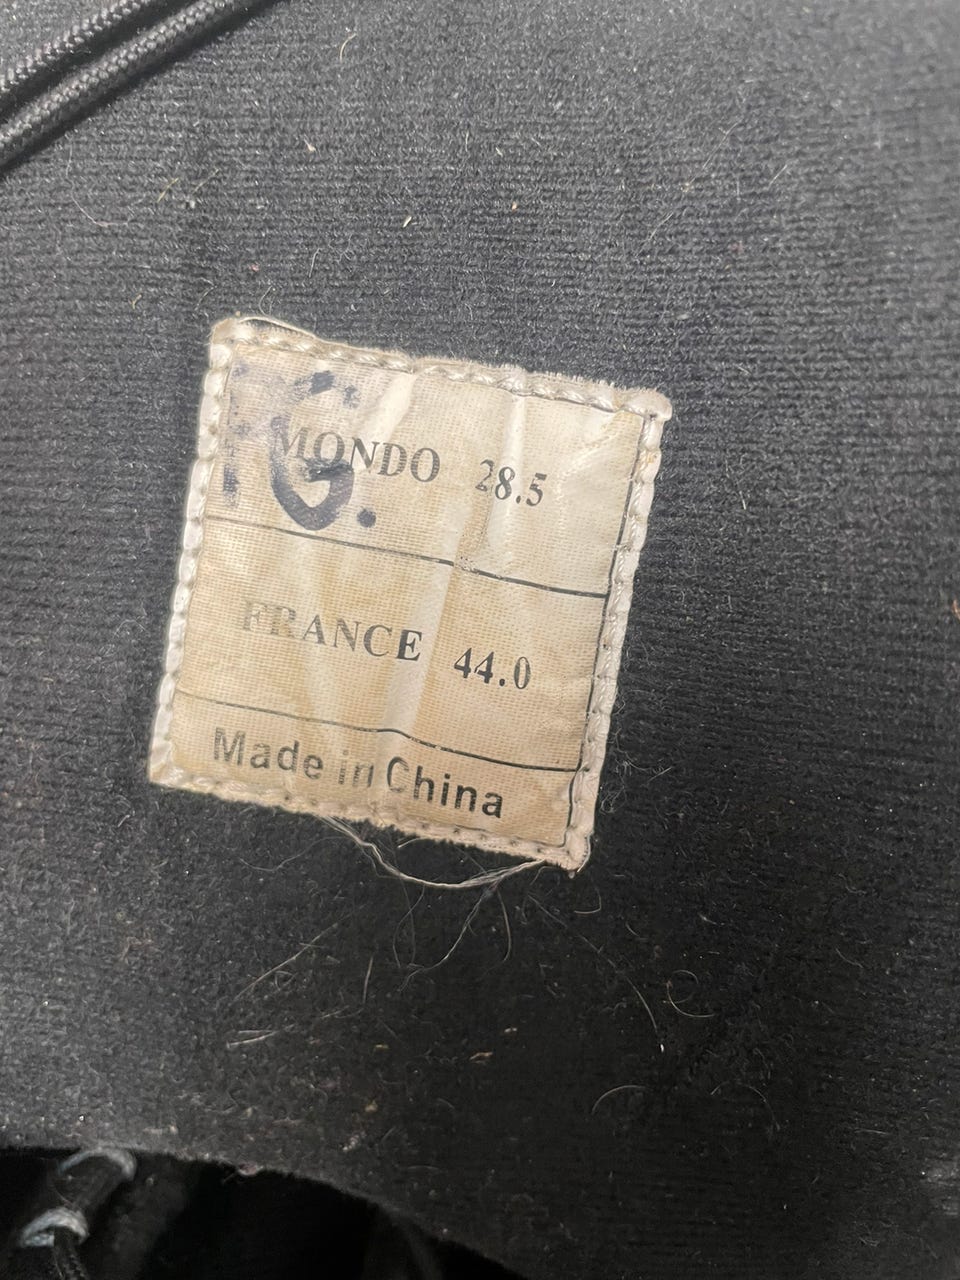 G.
MONDO 28.5
FRANCE 44.0
Made in China